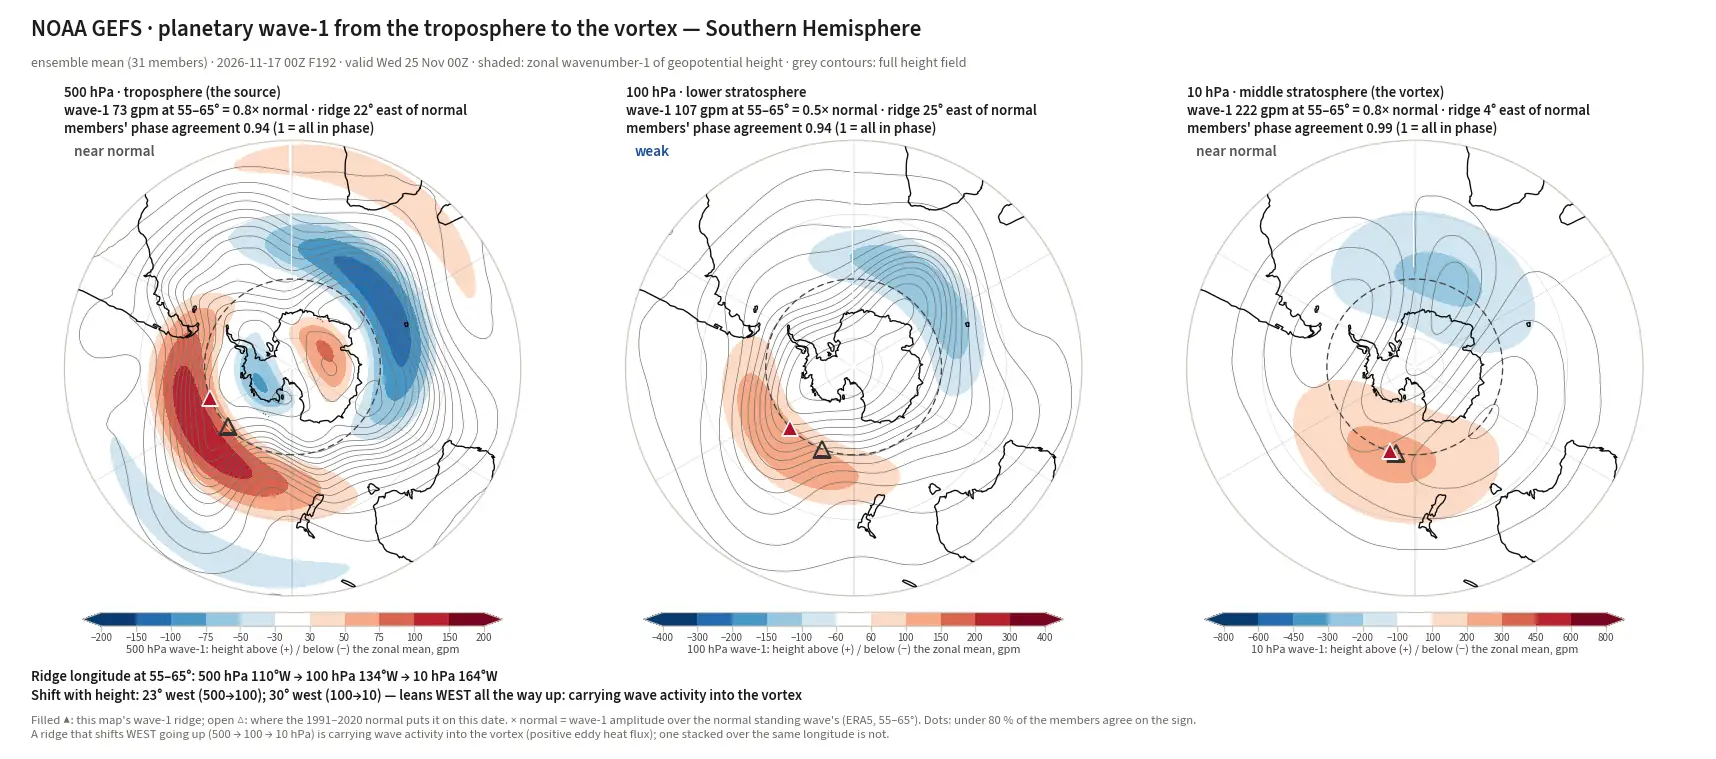 NOAA GEFS · planetary wave-1 from the troposphere to the vortex — Southern Hemisphere
ensemble mean (31 members) · 2026-11-17 00Z F192 · valid Wed 25 Nov 00Z · shaded: zonal wavenumber-1 of geopotential height · grey contours: full height field
500 hPa · troposphere (the source)
wave-1 73 gpm at 55–65° = 0.8× normal · ridge 22° east of normal
members' phase agreement 0.94 (1 = all in phase)
near normal
100 hPa · lower stratosphere
wave-1 107 gpm at 55–65° = 0.5× normal · ridge 25° east of normal
members' phase agreement 0.94 (1 = all in phase)
weak
10 hPa · middle stratosphere (the vortex)
wave-1 222 gpm at 55–65° = 0.8× normal · ridge 4° east of normal
members' phase agreement 0.99 (1 = all in phase)
near normal
−200 −150 −100 −75 −50 −30 30 50 75 100 150 200
500 hPa wave-1: height above (+) / below (−) the zonal mean, gpm
−400 −300 −200 −150 −100 −60 60 100 150 200 300 400
100 hPa wave-1: height above (+) / below (−) the zonal mean, gpm
−800 −600 −450 −300 −200 −100 100 200 300 450 600 800
10 hPa wave-1: height above (+) / below (−) the zonal mean, gpm
Ridge longitude at 55–65°: 500 hPa 110°W → 100 hPa 134°W → 10 hPa 164°W
Shift with height: 23° west (500→100); 30° west (100→10) — leans WEST all the way up: carrying wave activity into the vortex
Filled ▲: this map's wave-1 ridge; open △: where the 1991–2020 normal puts it on this date. × normal = wave-1 amplitude over the normal standing wave's (ERA5, 55–65°). Dots: under 80 % of the members agree on the sign.
A ridge that shifts WEST going up (500 → 100 → 10 hPa) is carrying wave activity into the vortex (positive eddy heat flux); one stacked over the same longitude is not.